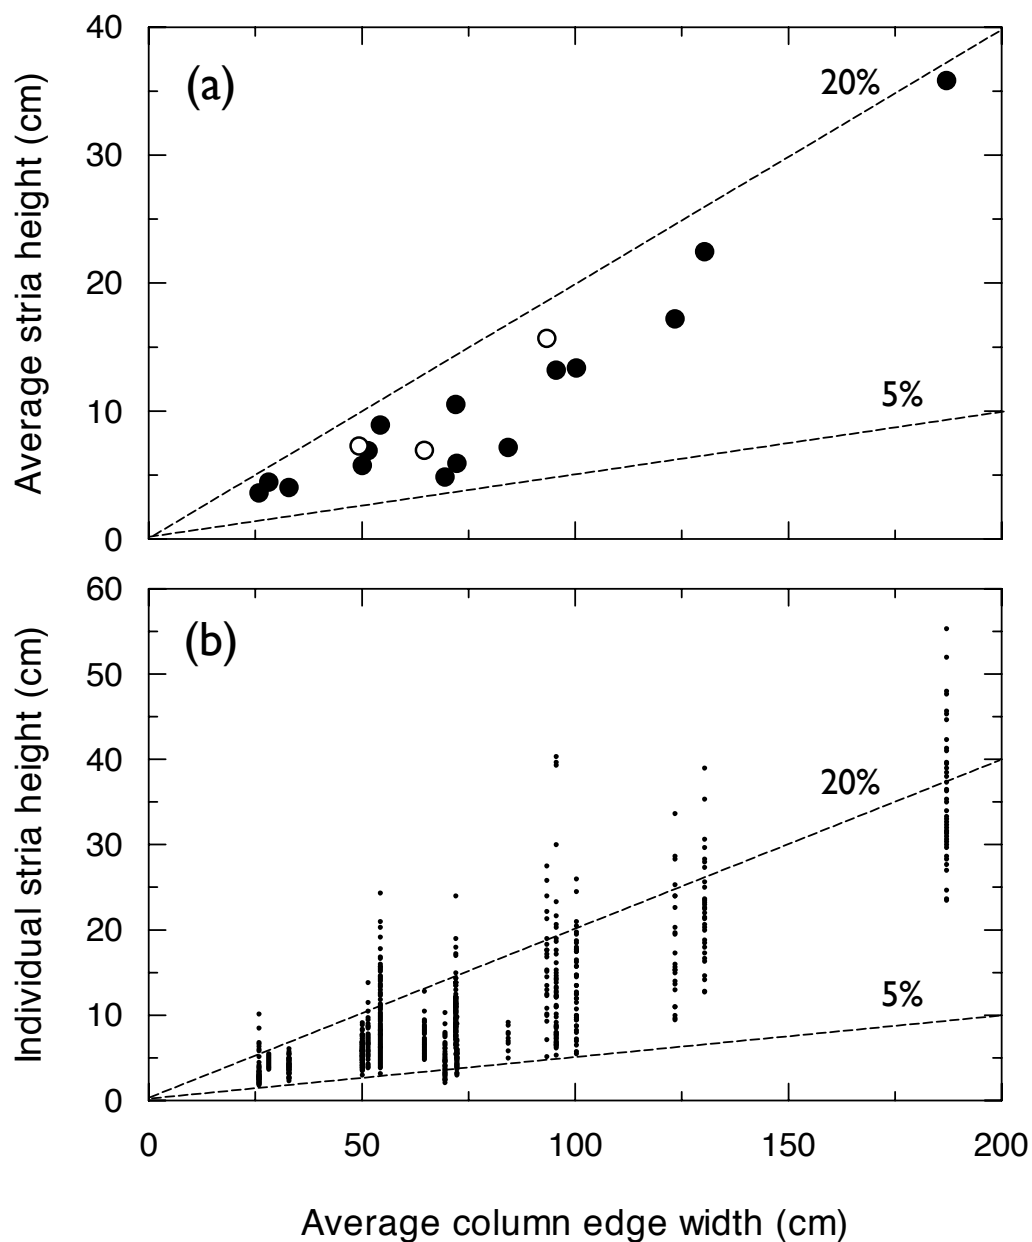 40
(a)
20%
30
20
5%
10
0
Average stria height (cm)
60
(b)
50
40
20%
30
20
5%
10
0
Individual stria height (cm)
0 50 100 150 200
Average column edge width (cm)